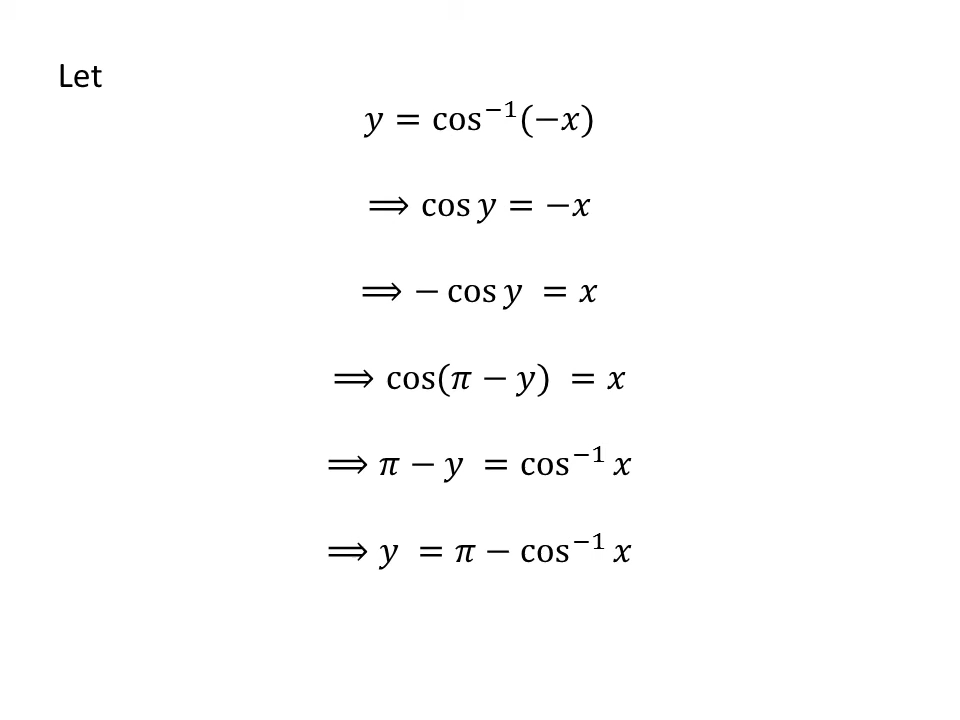 Let
𝑦 = cos⁻¹(−𝑥)
⟹ cos 𝑦 = −𝑥
⟹ − cos 𝑦 = 𝑥
⟹ cos(𝜋 − 𝑦) = 𝑥
⟹ 𝜋 − 𝑦 = cos⁻¹ 𝑥
⟹ 𝑦 = 𝜋 − cos⁻¹ 𝑥